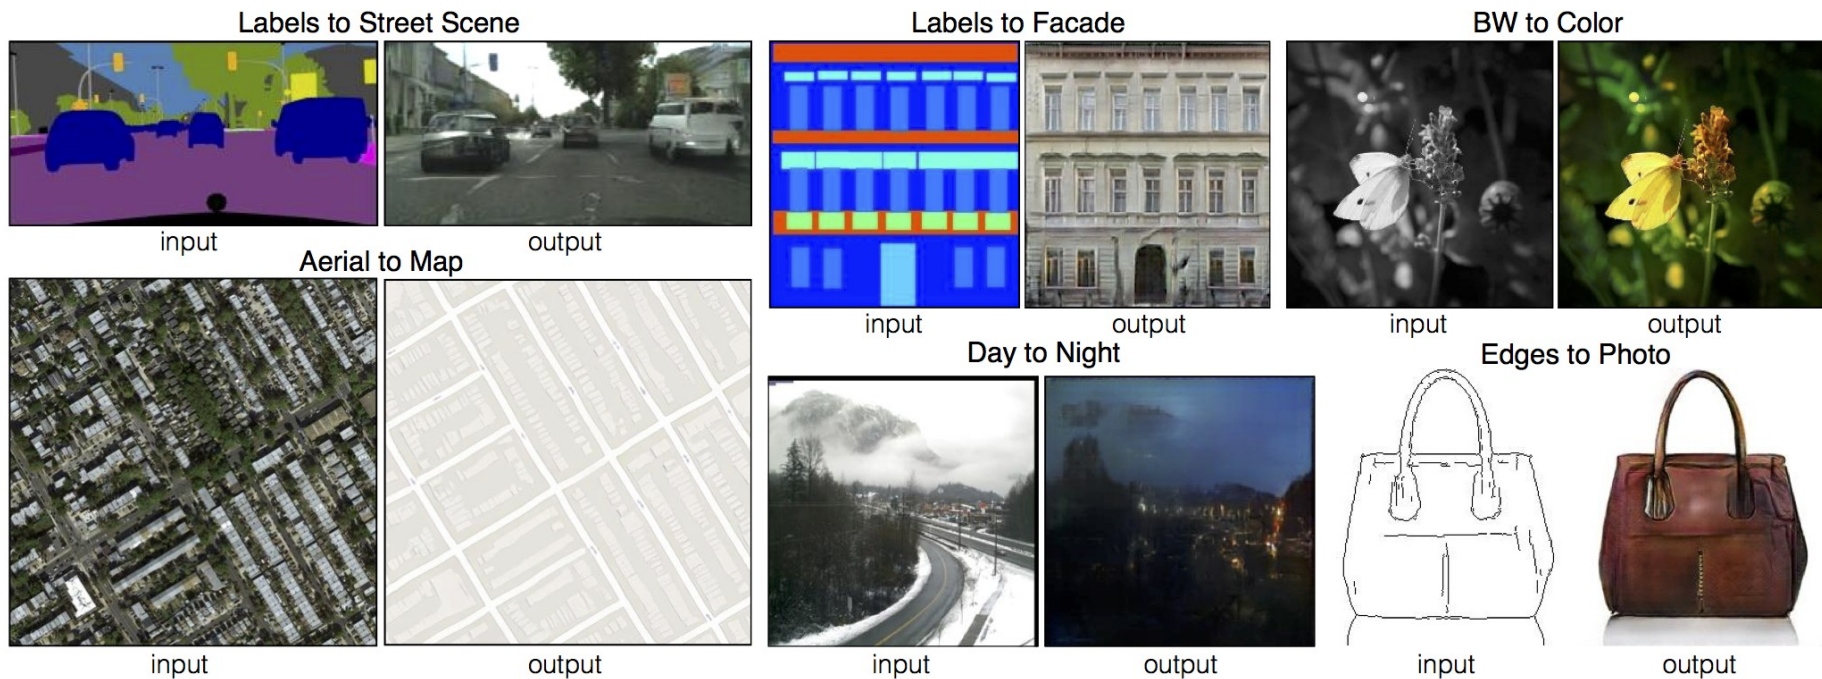 Labels to Street Scene
input
output
Aerial to Map
input
output
Labels to Facade
input
output
BW to Color
input
output
Day to Night
input
output
Edges to Photo
input
output